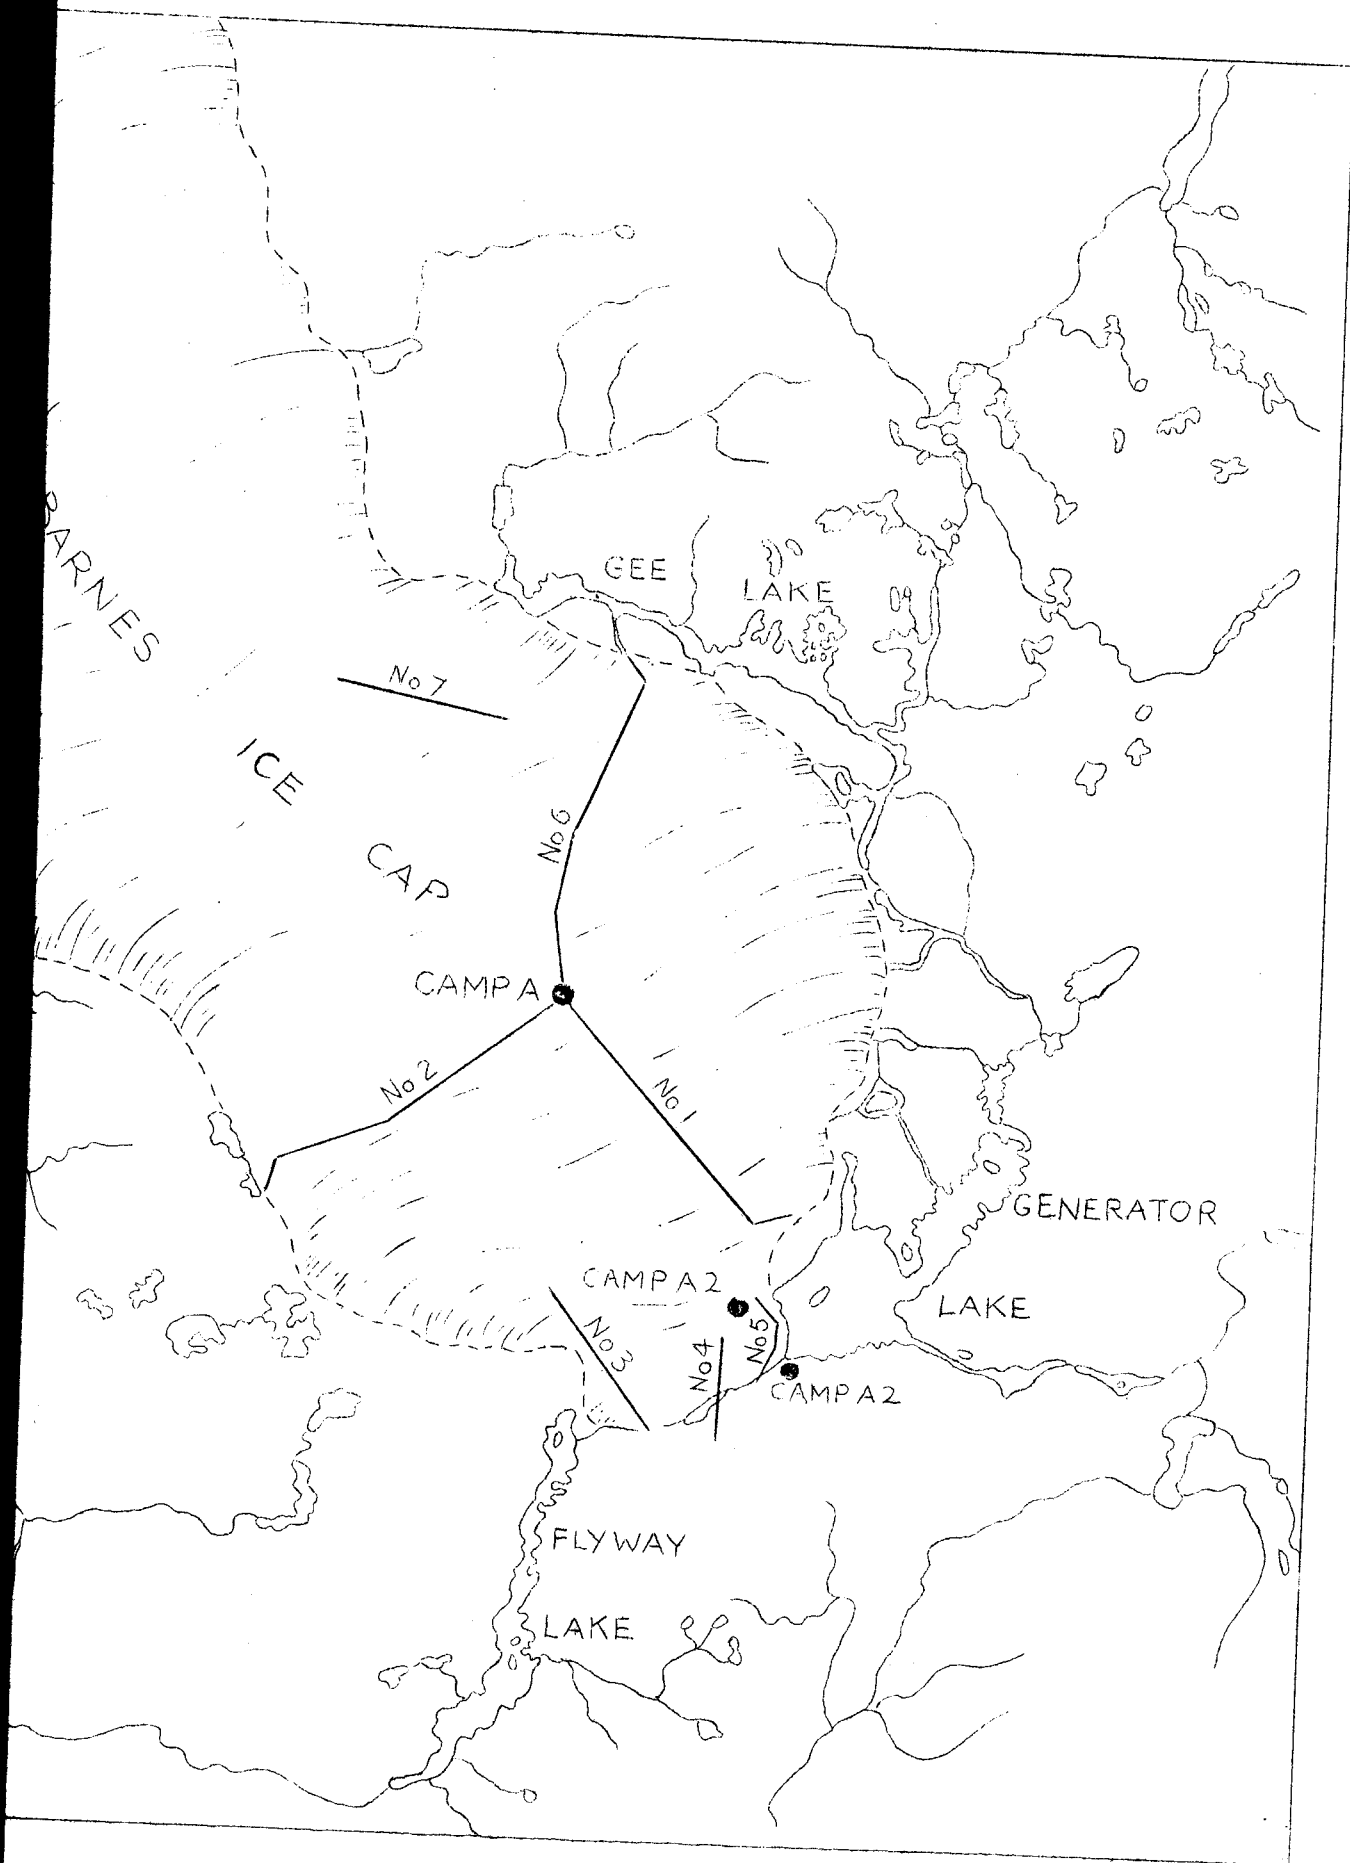 GEE
LAKE
BARNES
ICE
CAP
No 7
No 6
CAMP A
No 2
No 1
GENERATOR
LAKE
CAMP A2
No 3
No 4
No 5
CAMP A2
FLYWAY
LAKE